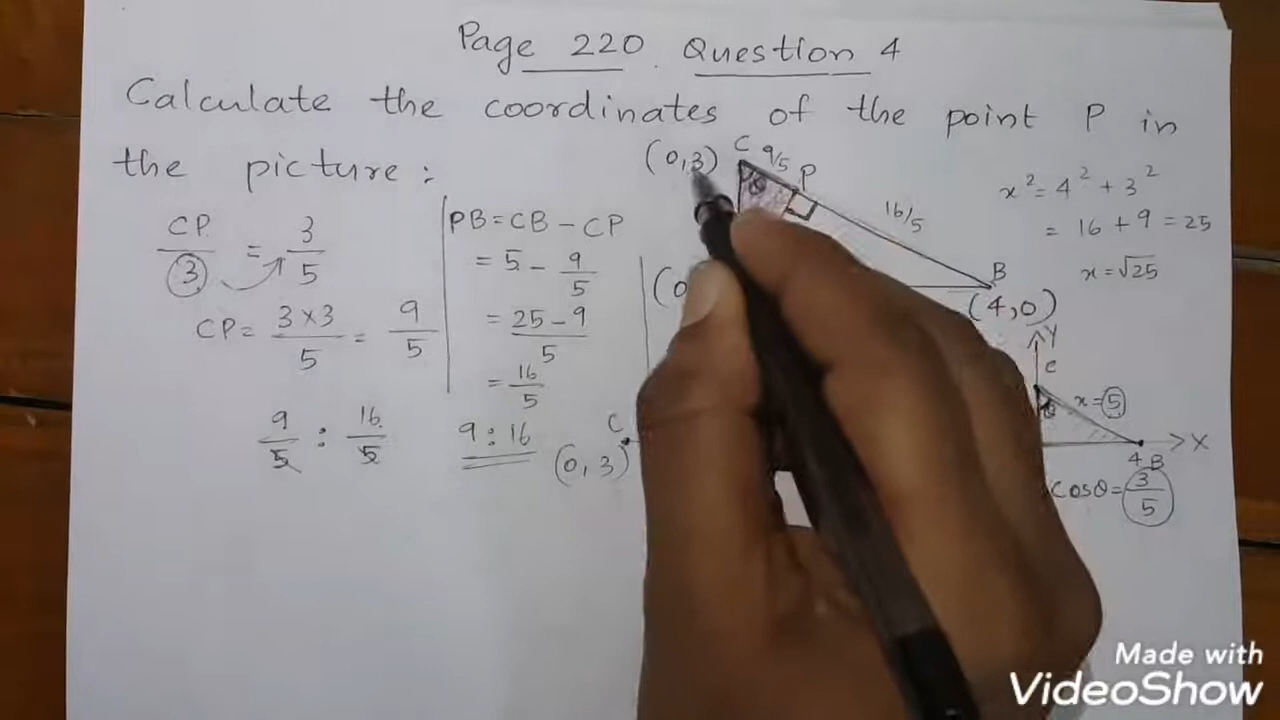 Page 220. Question 4
Calculate the coordinates of the point P in
the picture:
CP/3 = 3/5
CP = 3×3/5 = 9/5
9/5 : 16/5
9:16
PB = CB - CP
= 5 - 9/5
= 25-9/5
= 16/5
(0,3) C 9/5 P
θ
16/5
B
(4,0)
(0
C
(0,3)
x² = 4² + 3²
= 16 + 9 = 25
x = √25
Y
C
θ x = 5
4 B X
Cosθ = 3/5
Made with
VideoShow